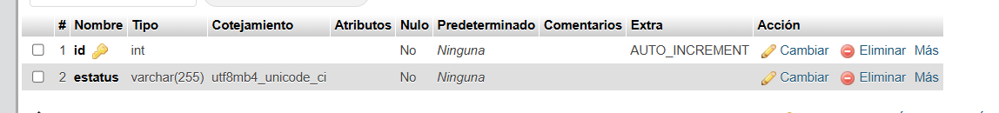 # Nombre Tipo Cotejamiento Atributos Nulo Predeterminado Comentarios Extra Acción
1 id int No Ninguna AUTO_INCREMENT Cambiar Eliminar Más
2 estatus varchar(255) utf8mb4_unicode_ci No Ninguna Cambiar Eliminar Más